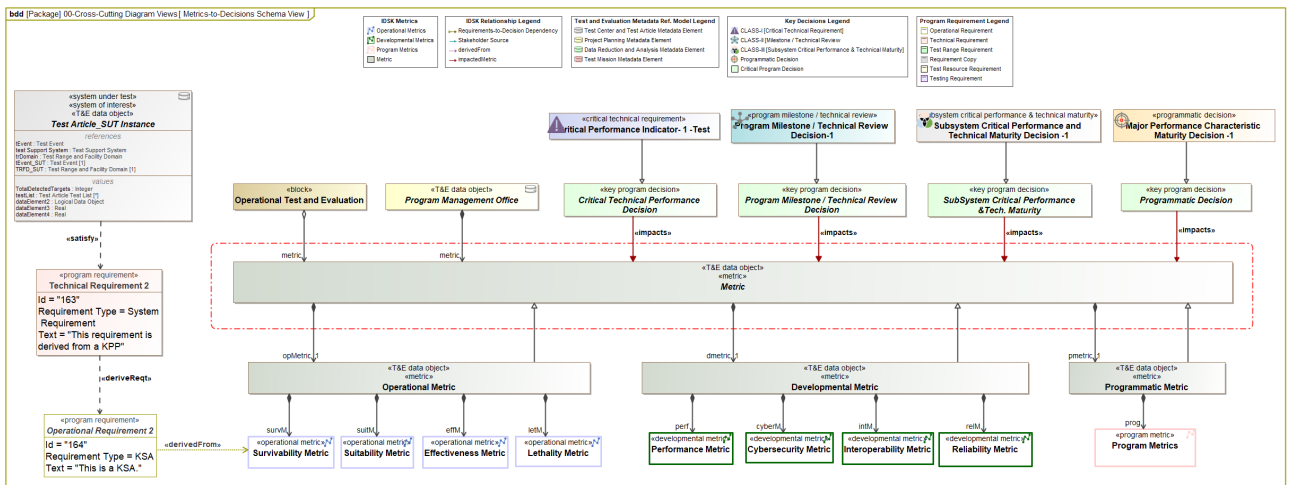 bdd [Package] 00-Cross-Cutting Diagram Views [ Metrics-to-Decisions Schema View ]
IDSK Metrics
Operational Metrics
Developmental Metrics
Program Metrics
Metric
IDSK Relationship Legend
Requirements-to-Decision Dependency
Stakeholder Source
derivedFrom
impactedMetric
Test and Evaluation Metadata Ref. Model Legend
Test Center and Test Article Metadata Element
Project Planning Metadata Element
Data Reduction and Analysis Metadata Element
Test Mission Metadata Element
Key Decisions Legend
CLASS-I [Critical Technical Requirement]
CLASS-II [Milestone / Technical Review]
CLASS-III [Subsystem Critical Performance & Technical Maturity]
Programmatic Decision
Critical Program Decision
Program Requirement Legend
Operational Requirement
Technical Requirement
Test Range Requirement
Requirement Copy
Test Resource Requirement
Testing Requirement
«system under test»
«system of interest»
«T&E data object»
Test Article_SUT Instance
references
tEvent : Test Event
test Support System : Test Support System
trDomain : Test Range and Facility Domain
tEvent_SUT : Test Event [1]
TRFD_SUT : Test Range and Facility Domain [1]
values
TotalDetectedTargets : Integer
testList : Test Article Test List [*]
dataElement2 : Logical Data Object
dataElement3 : Real
dataElement4 : Real
«satisfy»
«program requirement»
Technical Requirement 2
Id = "163"
Requirement Type = System
Requirement
Text = "This requirement is
derived from a KPP"
«deriveReqt»
«program requirement»
Operational Requirement 2
Id = "164"
Requirement Type = KSA
Text = "This is a KSA."
«derivedFrom»
«critical technical requirement»
ritical Performance Indicator- 1 -Test
«program milestone / technical review»
Program Milestone / Technical Review
Decision-1
ubsystem critical performance & technical maturity»
Subsystem Critical Performance and
Technical Maturity Decision -1
«programmatic decision»
Major Performance Characteristic
Maturity Decision -1
«block»
Operational Test and Evaluation
«T&E data object»
Program Management Office
«key program decision»
Critical Technical Performance
Decision
«key program decision»
Program Milestone / Technical Review
Decision
«key program decision»
SubSystem Critical Performance
&Tech. Maturity
«key program decision»
Programmatic Decision
«impacts»
«impacts»
«impacts»
«impacts»
metric
metric
«T&E data object»
«metric»
Metric
opMetric 1
dmetric 1
pmetric 1
«T&E data object»
«metric»
Operational Metric
«T&E data object»
«metric»
Developmental Metric
«T&E data object»
«metric»
Programmatic Metric
survM
suitM
effM
letM
perf
cyberM
intM
relM
prog
«operational metric»
Survivability Metric
«operational metric»
Suitability Metric
«operational metric»
Effectiveness Metric
«operational metric»
Lethality Metric
«developmental metric»
Performance Metric
«developmental metric»
Cybersecurity Metric
«developmental metric»
Interoperability Metric
«developmental metric»
Reliability Metric
«program metric»
Program Metrics